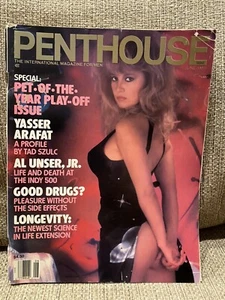 PENTHOUSE
THE INTERNATIONAL MAGAZINE FOR MEN
SPECIAL:
PET-OF-THE-
YEAR PLAY-OFF
ISSUE
YASSER
ARAFAT
A PROFILE
BY TAD SZULC
AL UNSER, JR.
LIFE AND DEATH AT
THE INDY 500
GOOD DRUGS?
PLEASURE WITHOUT
THE SIDE EFFECTS
LONGEVITY:
THE NEWEST SCIENCE
IN LIFE EXTENSION